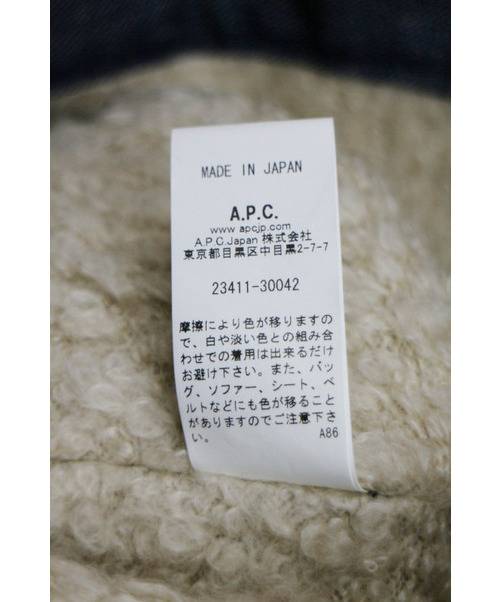 MADE IN JAPAN
A.P.C.
www.apcjp.com
A.P.C.Japan 株式会社
東京都目黒区中目黒2-7-7
23411-30042
摩擦により色が移りますの
で、白や淡い色との組み合
わせでの着用は出来るだけ
お避け下さい。また、バッ
グ、ソファー、シート、ベ
ルトなどにも色が移ること
がありますのでご注意下さ
い。
A86